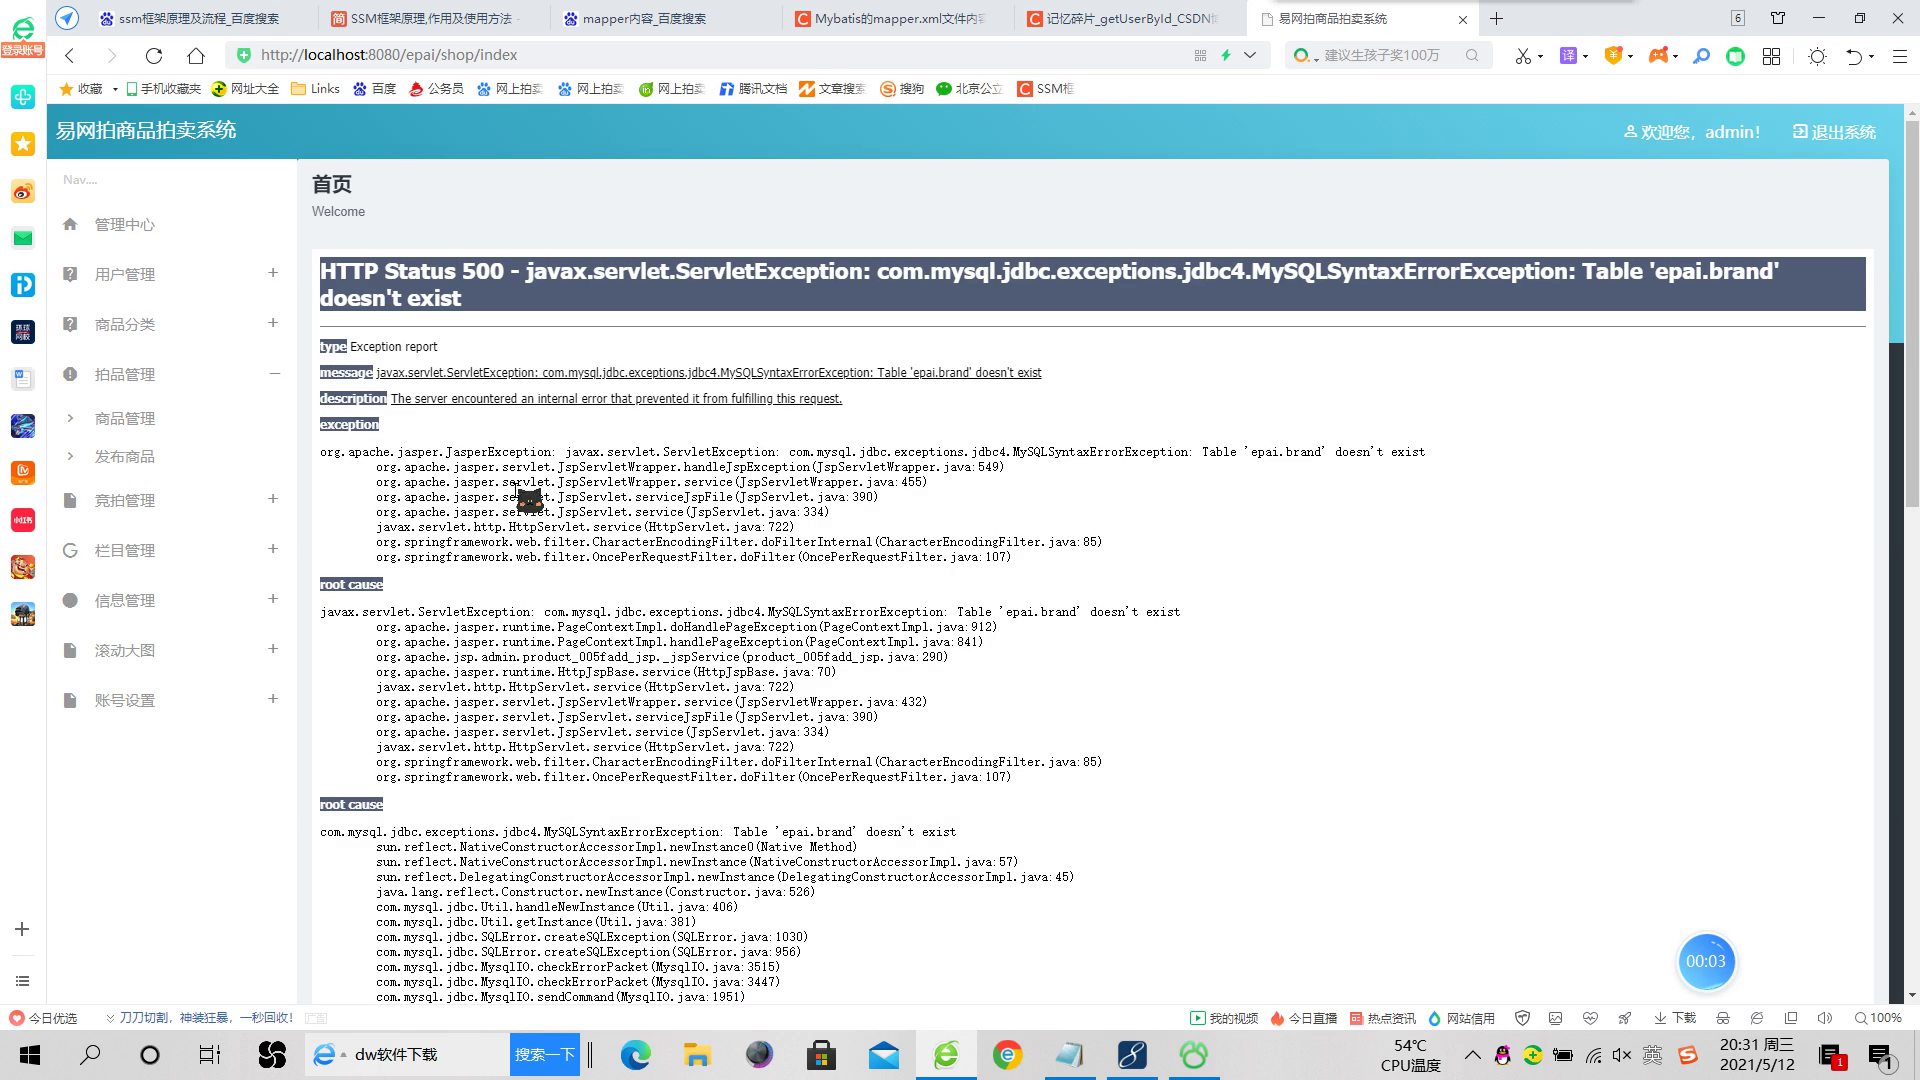 登录账号
ssm框架原理及流程_百度搜索
SSM框架原理,作用及使用方法 -
mapper内容_百度搜索
Mybatis的mapper.xml文件内容
记忆碎片_getUserById_CSDN博
易网拍商品拍卖系统
6
http://localhost:8080/epai/shop/index
建议生孩子奖100万
译
收藏
手机收藏夹
网址大全
Links
百度
公务员
网上拍卖
网上拍卖
网上拍卖
腾讯文档
文章搜索
搜狗
北京公立
SSM框
易网拍商品拍卖系统
欢迎您，admin!
退出系统
Nav....
管理中心
用户管理
商品分类
拍品管理
商品管理
发布商品
竞拍管理
栏目管理
信息管理
滚动大图
账号设置
首页
Welcome
HTTP Status 500 - javax.servlet.ServletException: com.mysql.jdbc.exceptions.jdbc4.MySQLSyntaxErrorException: Table 'epai.brand'
doesn't exist
type Exception report
message javax.servlet.ServletException: com.mysql.jdbc.exceptions.jdbc4.MySQLSyntaxErrorException: Table 'epai.brand' doesn't exist
description The server encountered an internal error that prevented it from fulfilling this request.
exception
org.apache.jasper.JasperException: javax.servlet.ServletException: com.mysql.jdbc.exceptions.jdbc4.MySQLSyntaxErrorException: Table 'epai.brand' doesn't exist
org.apache.jasper.servlet.JspServletWrapper.handleJspException(JspServletWrapper.java:549)
org.apache.jasper.servlet.JspServletWrapper.service(JspServletWrapper.java:455)
org.apache.jasper.servlet.JspServlet.serviceJspFile(JspServlet.java:390)
org.apache.jasper.servlet.JspServlet.service(JspServlet.java:334)
javax.servlet.http.HttpServlet.service(HttpServlet.java:722)
org.springframework.web.filter.CharacterEncodingFilter.doFilterInternal(CharacterEncodingFilter.java:85)
org.springframework.web.filter.OncePerRequestFilter.doFilter(OncePerRequestFilter.java:107)
root cause
javax.servlet.ServletException: com.mysql.jdbc.exceptions.jdbc4.MySQLSyntaxErrorException: Table 'epai.brand' doesn't exist
org.apache.jasper.runtime.PageContextImpl.doHandlePageException(PageContextImpl.java:912)
org.apache.jasper.runtime.PageContextImpl.handlePageException(PageContextImpl.java:841)
org.apache.jsp.admin.product_005fadd_jsp._jspService(product_005fadd_jsp.java:290)
org.apache.jasper.runtime.HttpJspBase.service(HttpJspBase.java:70)
javax.servlet.http.HttpServlet.service(HttpServlet.java:722)
org.apache.jasper.servlet.JspServletWrapper.service(JspServletWrapper.java:432)
org.apache.jasper.servlet.JspServlet.serviceJspFile(JspServlet.java:390)
org.apache.jasper.servlet.JspServlet.service(JspServlet.java:334)
javax.servlet.http.HttpServlet.service(HttpServlet.java:722)
org.springframework.web.filter.CharacterEncodingFilter.doFilterInternal(CharacterEncodingFilter.java:85)
org.springframework.web.filter.OncePerRequestFilter.doFilter(OncePerRequestFilter.java:107)
root cause
com.mysql.jdbc.exceptions.jdbc4.MySQLSyntaxErrorException: Table 'epai.brand' doesn't exist
sun.reflect.NativeConstructorAccessorImpl.newInstance0(Native Method)
sun.reflect.NativeConstructorAccessorImpl.newInstance(NativeConstructorAccessorImpl.java:57)
sun.reflect.DelegatingConstructorAccessorImpl.newInstance(DelegatingConstructorAccessorImpl.java:45)
java.lang.reflect.Constructor.newInstance(Constructor.java:526)
com.mysql.jdbc.Util.handleNewInstance(Util.java:406)
com.mysql.jdbc.Util.getInstance(Util.java:381)
com.mysql.jdbc.SQLError.createSQLException(SQLError.java:1030)
com.mysql.jdbc.SQLError.createSQLException(SQLError.java:956)
com.mysql.jdbc.MysqlIO.checkErrorPacket(MysqlIO.java:3515)
com.mysql.jdbc.MysqlIO.checkErrorPacket(MysqlIO.java:3447)
com.mysql.jdbc.MysqlIO.sendCommand(MysqlIO.java:1951)
00:03
今日优选
刀刀切割，神装狂暴，一秒回收！
广告
我的视频
今日直播
热点资讯
网站信用
下载
100%
dw软件下载
搜索一下
54℃
CPU温度
英
20:31 周三
2021/5/12
1
1